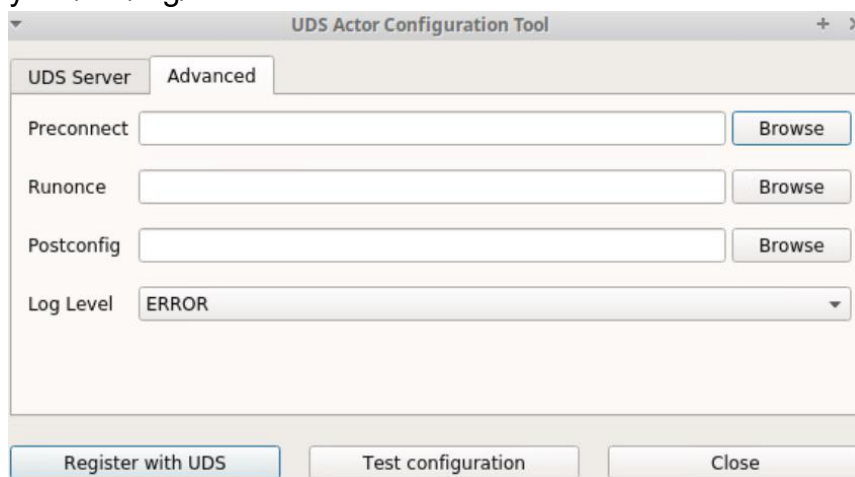 UDS Actor Configuration Tool
UDS Server Advanced
Preconnect Browse
Runonce Browse
Postconfig Browse
Log Level ERROR
Register with UDS Test configuration Close